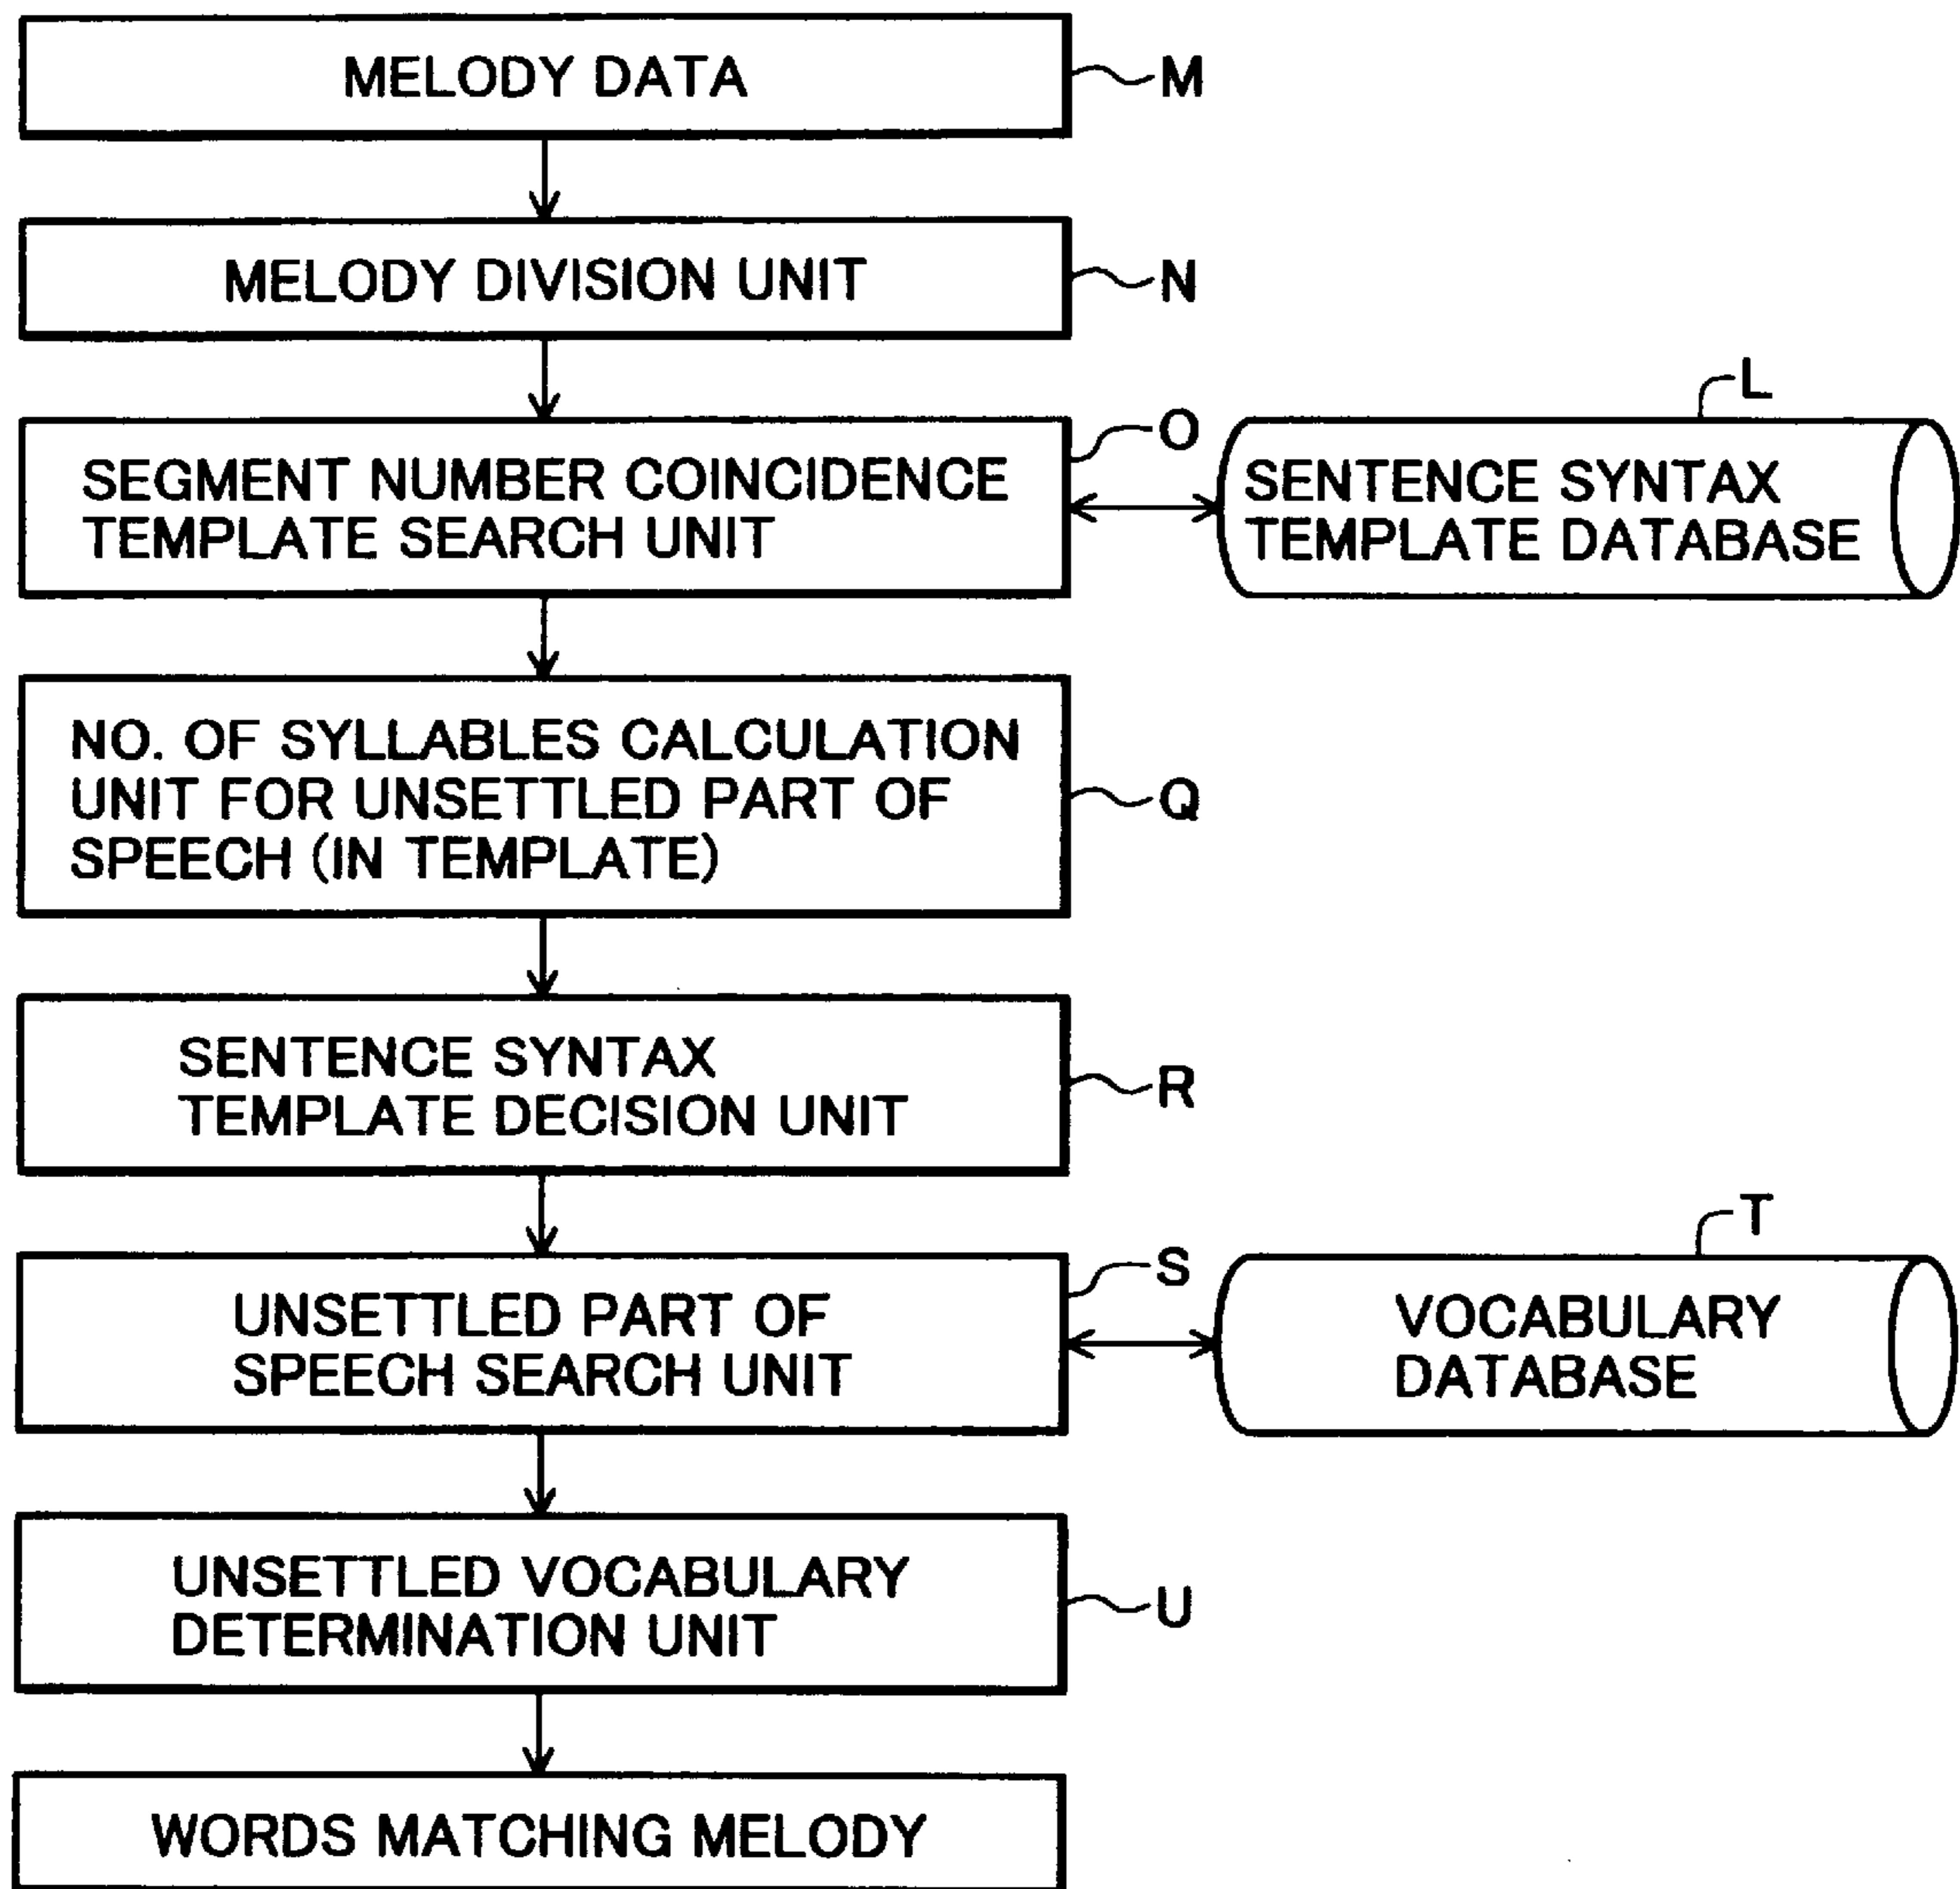 MELODY DATA
M
MELODY DIVISION UNIT
N
L
O
SEGMENT NUMBER COINCIDENCE
TEMPLATE SEARCH UNIT
SENTENCE SYNTAX
TEMPLATE DATABASE
NO. OF SYLLABLES CALCULATION
UNIT FOR UNSETTLED PART OF
SPEECH (IN TEMPLATE)
Q
SENTENCE SYNTAX
TEMPLATE DECISION UNIT
R
T
S
UNSETTLED PART OF
SPEECH SEARCH UNIT
VOCABULARY
DATABASE
UNSETTLED VOCABULARY
DETERMINATION UNIT
U
WORDS MATCHING MELODY